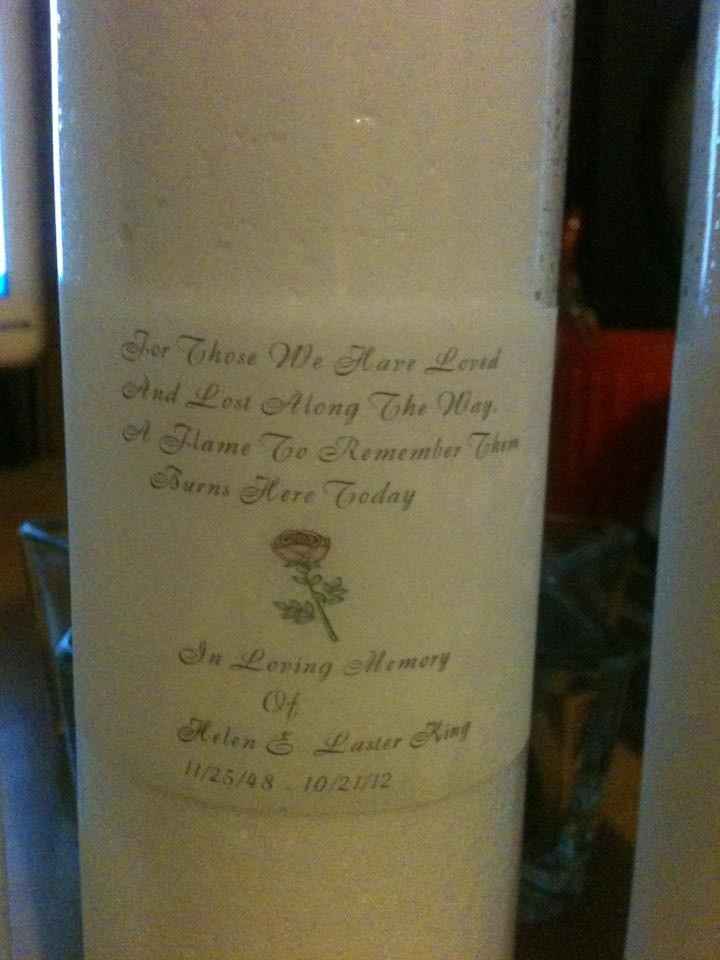 For Those We Have Loved
And Lost Along The Way.
A Flame To Remember Them
Burns Here Today
In Loving Memory
Of
Helen E Laster King
11/25/48 - 10/21/12